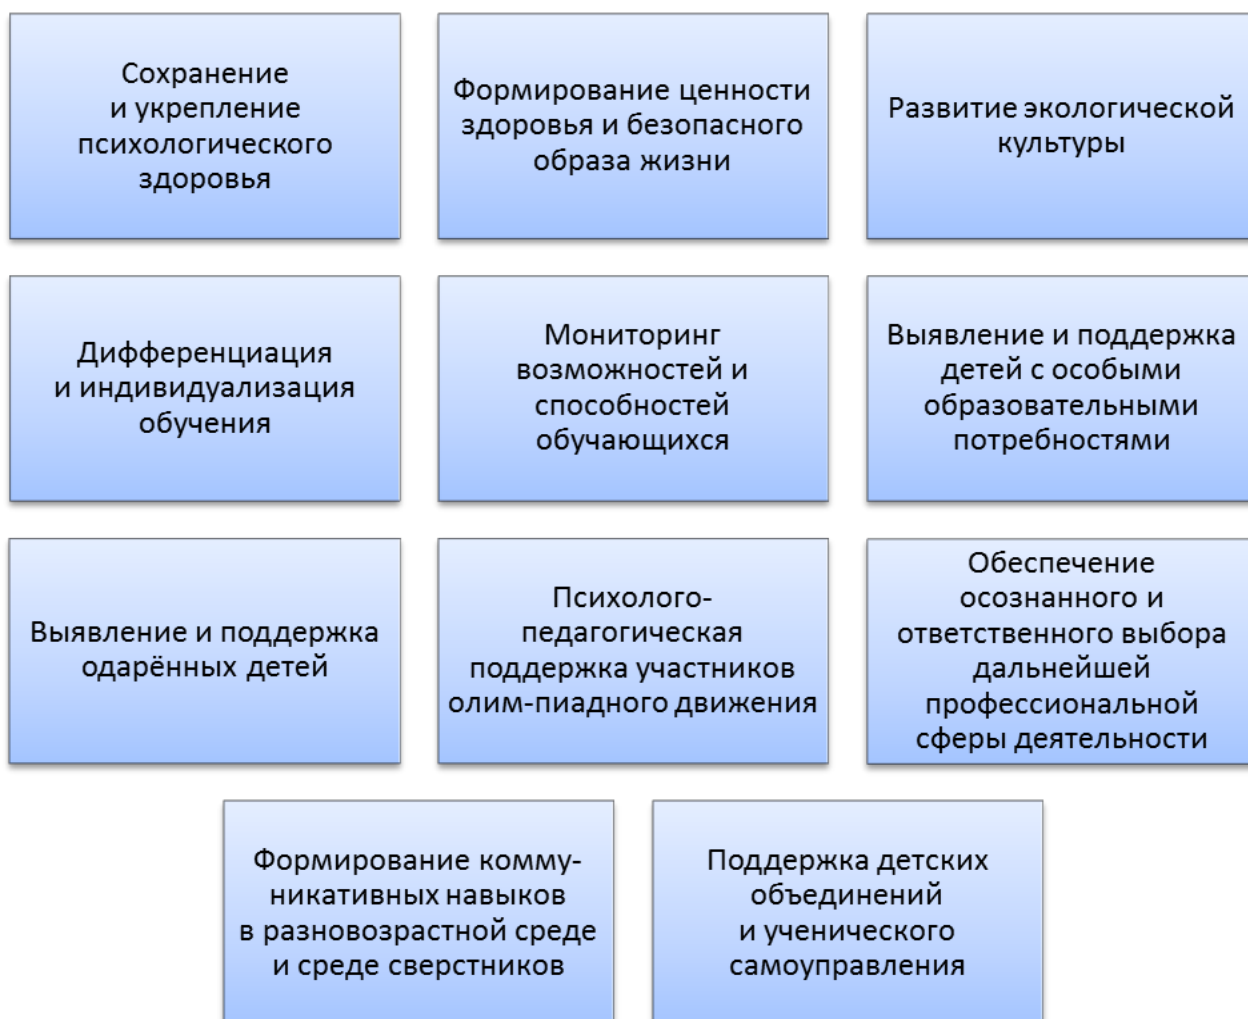 Сохранение
и укрепление
психологического
здоровья
Формирование ценности
здоровья и безопасного
образа жизни
Развитие экологической
культуры
Дифференциация
и индивидуализация
обучения
Мониторинг
возможностей и
способностей
обучающихся
Выявление и поддержка
детей с особыми
образовательными
потребностями
Выявление и поддержка
одарённых детей
Психолого-
педагогическая
поддержка участников
олим-пиадного движения
Обеспечение
осознанного и
ответственного выбора
дальнейшей
профессиональной
сферы деятельности
Формирование комму-
никативных навыков
в разновозрастной среде
и среде сверстников
Поддержка детских
объединений
и ученического
самоуправления